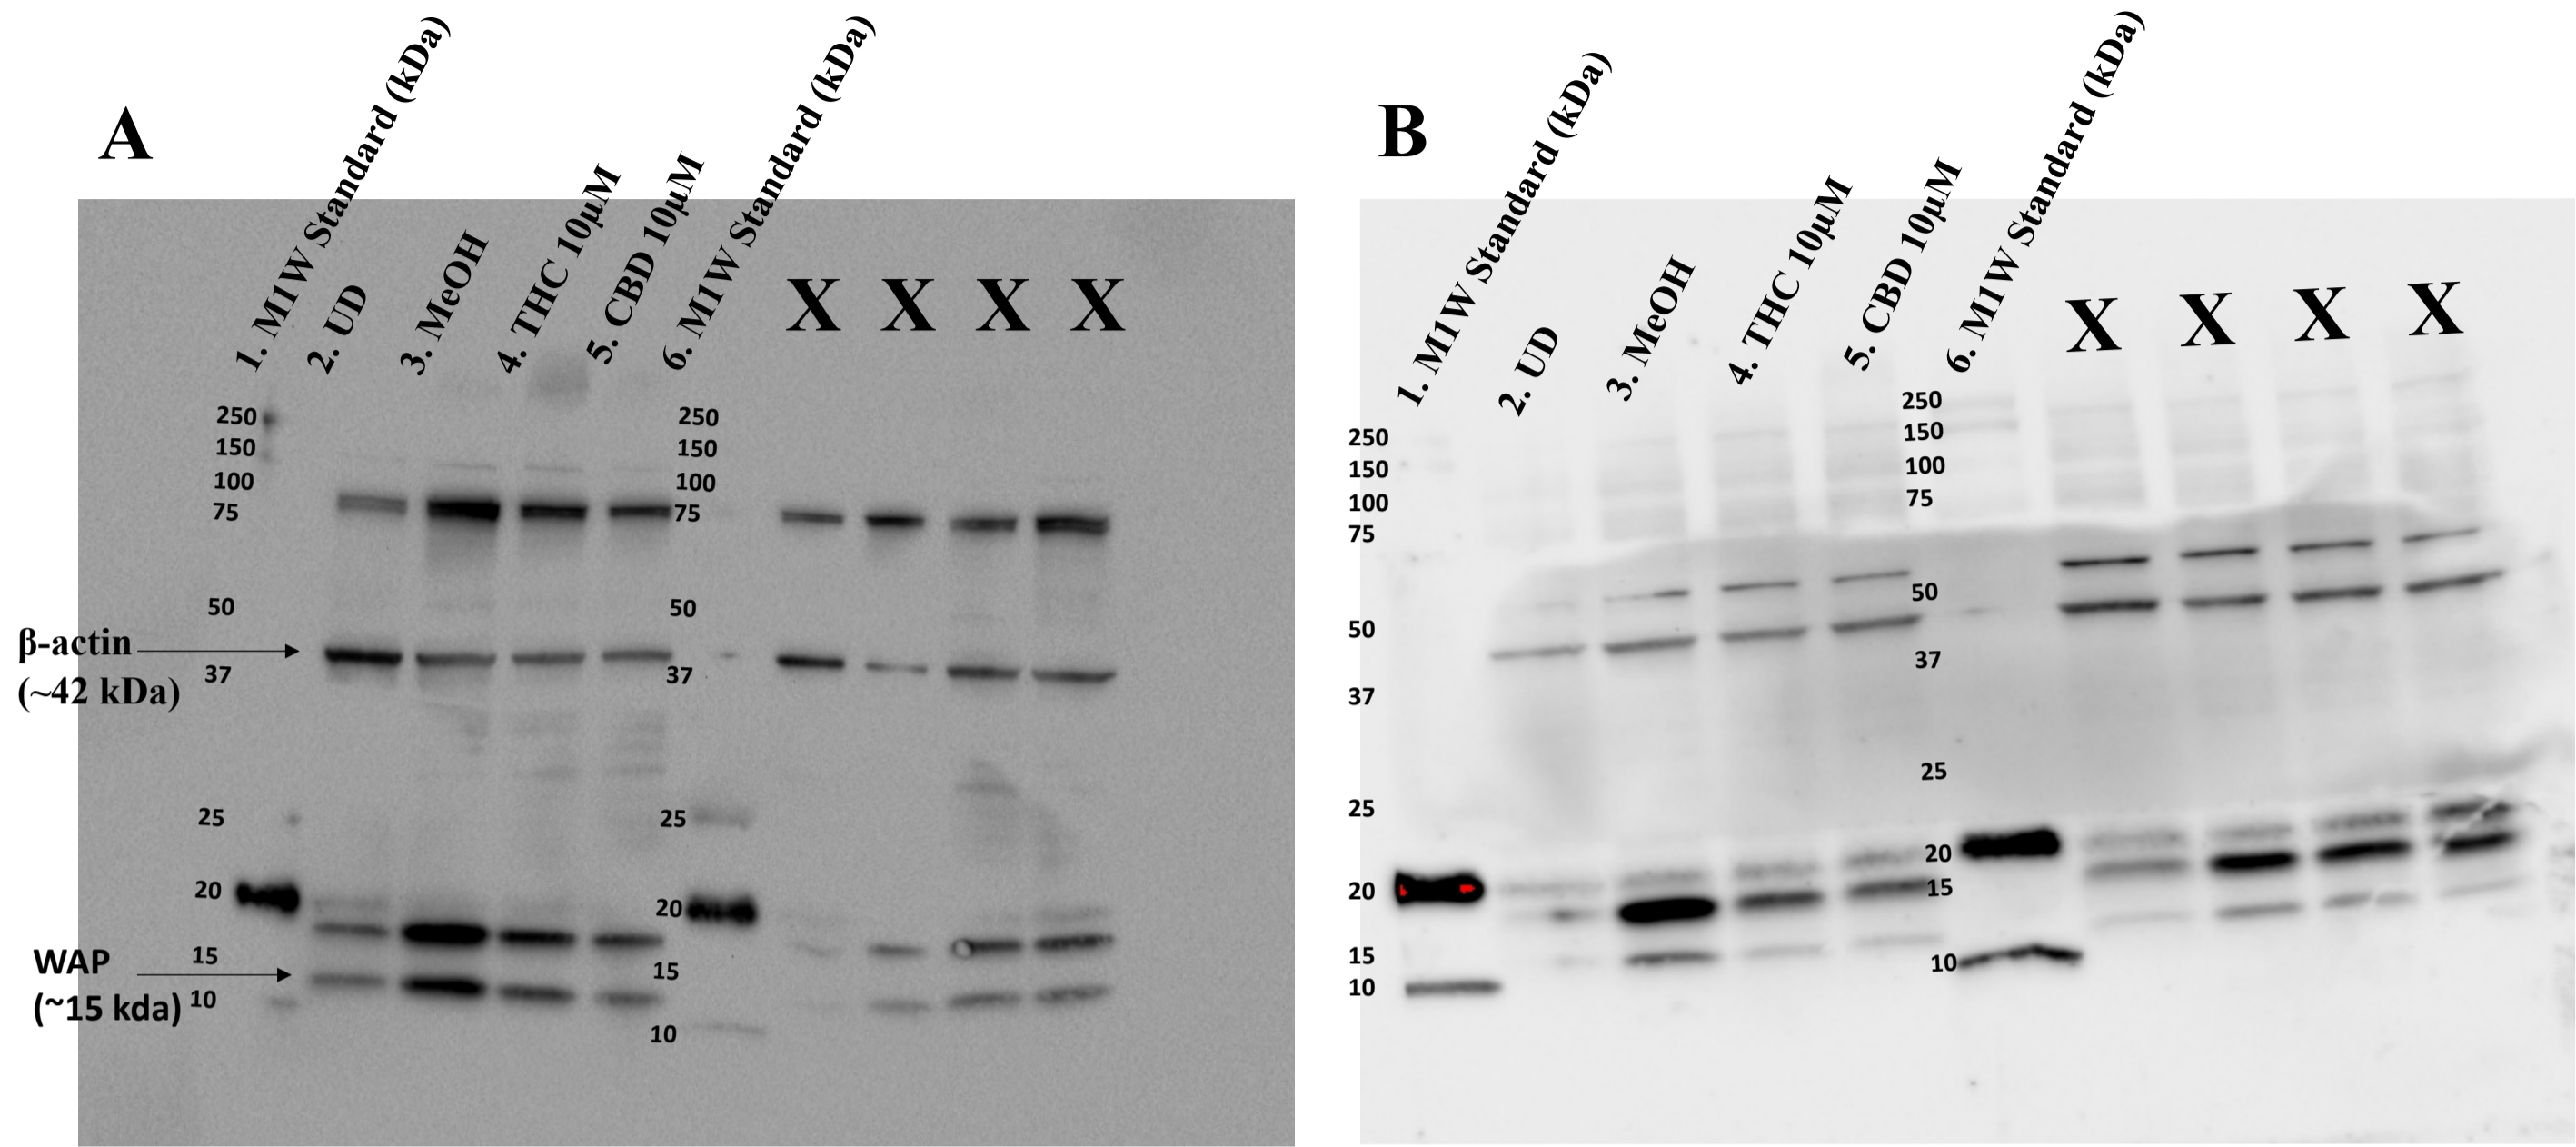 A
1. M1W Standard (kDa)
2. UD
3. MeOH
4. THC 10µM
5. CBD 10µM
6. M1W Standard (kDa)
X X X X
250
150
100
75
50
37
25
20
15
10
250
150
100
75
50
37
25
20
15
10
β-actin
(~42 kDa)
WAP
(~15 kda)
B
1. M1W Standard (kDa)
2. UD
3. MeOH
4. THC 10µM
5. CBD 10µM
6. M1W Standard (kDa)
X X X X
250
150
100
75
50
37
25
20
15
10
250
150
100
75
50
37
25
20
15
10